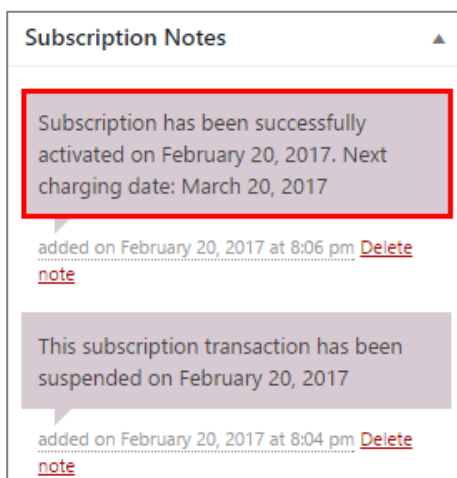 Subscription Notes
Subscription has been successfully
activated on February 20, 2017. Next
charging date: March 20, 2017
added on February 20, 2017 at 8:06 pm Delete
note
This subscription transaction has been
suspended on February 20, 2017
added on February 20, 2017 at 8:04 pm Delete
note